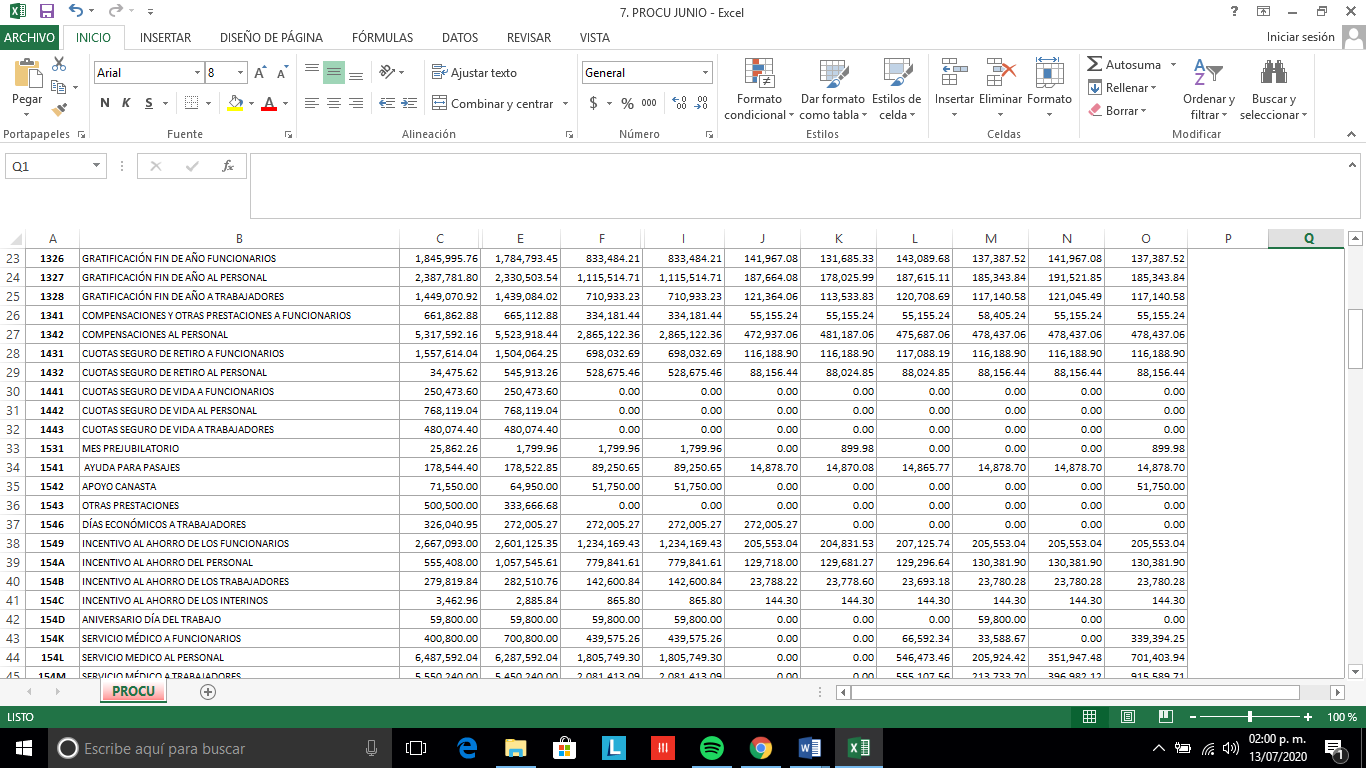 7. PROCU JUNIO - Excel
ARCHIVO INICIO INSERTAR DISEÑO DE PÁGINA FÓRMULAS DATOS REVISAR VISTA Iniciar sesión
Pegar Arial 8 A A Ajustar texto General Formato condicional Dar formato como tabla Estilos de celda Insertar Eliminar Formato Autosuma Rellenar Borrar Ordenar y filtrar Buscar y seleccionar
N K S A Combinar y centrar $ % 000
Portapapeles Fuente Alineación Número Estilos Celdas Modificar
Q1 fx
A B C E F I J K L M N O P Q
23 1326 GRATIFICACIÓN FIN DE AÑO FUNCIONARIOS 1,845,995.76 1,784,793.45 833,484.21 833,484.21 141,967.08 131,685.33 143,089.68 137,387.52 141,967.08 137,387.52
24 1327 GRATIFICACIÓN FIN DE AÑO AL PERSONAL 2,387,781.80 2,330,503.54 1,115,514.71 1,115,514.71 187,664.08 178,025.99 187,615.11 185,343.84 191,521.85 185,343.84
25 1328 GRATIFICACIÓN FIN DE AÑO A TRABAJADORES 1,449,070.92 1,439,084.02 710,933.23 710,933.23 121,364.06 113,533.83 120,708.69 117,140.58 121,045.49 117,140.58
26 1341 COMPENSACIONES Y OTRAS PRESTACIONES A FUNCIONARIOS 661,862.88 665,112.88 334,181.44 334,181.44 55,155.24 55,155.24 55,155.24 58,405.24 55,155.24 55,155.24
27 1342 COMPENSACIONES AL PERSONAL 5,317,592.16 5,523,918.44 2,865,122.36 2,865,122.36 472,937.06 481,187.06 475,687.06 478,437.06 478,437.06 478,437.06
28 1431 CUOTAS SEGURO DE RETIRO A FUNCIONARIOS 1,557,614.04 1,504,064.25 698,032.69 698,032.69 116,188.90 116,188.90 117,088.19 116,188.90 116,188.90 116,188.90
29 1432 CUOTAS SEGURO DE RETIRO AL PERSONAL 34,475.62 545,913.26 528,675.46 528,675.46 88,156.44 88,024.85 88,024.85 88,156.44 88,156.44 88,156.44
30 1441 CUOTAS SEGURO DE VIDA A FUNCIONARIOS 250,473.60 250,473.60 0.00 0.00 0.00 0.00 0.00 0.00 0.00 0.00
31 1442 CUOTAS SEGURO DE VIDA AL PERSONAL 768,119.04 768,119.04 0.00 0.00 0.00 0.00 0.00 0.00 0.00 0.00
32 1443 CUOTAS SEGURO DE VIDA A TRABAJADORES 480,074.40 480,074.40 0.00 0.00 0.00 0.00 0.00 0.00 0.00 0.00
33 1531 MES PREJUBILATORIO 25,862.26 1,799.96 1,799.96 1,799.96 0.00 899.98 0.00 0.00 0.00 899.98
34 1541 AYUDA PARA PASAJES 178,544.40 178,522.85 89,250.65 89,250.65 14,878.70 14,870.08 14,865.77 14,878.70 14,878.70 14,878.70
35 1542 APOYO CANASTA 71,550.00 64,950.00 51,750.00 51,750.00 0.00 0.00 0.00 0.00 0.00 51,750.00
36 1543 OTRAS PRESTACIONES 500,500.00 333,666.68 0.00 0.00 0.00 0.00 0.00 0.00 0.00 0.00
37 1546 DÍAS ECONÓMICOS A TRABAJADORES 326,040.95 272,005.27 272,005.27 272,005.27 272,005.27 0.00 0.00 0.00 0.00 0.00
38 1549 INCENTIVO AL AHORRO DE LOS FUNCIONARIOS 2,667,093.00 2,601,125.35 1,234,169.43 1,234,169.43 205,553.04 204,831.53 207,125.74 205,553.04 205,553.04 205,553.04
39 154A INCENTIVO AL AHORRO DEL PERSONAL 555,408.00 1,057,545.61 779,841.61 779,841.61 129,718.00 129,681.27 129,296.64 130,381.90 130,381.90 130,381.90
40 154B INCENTIVO AL AHORRO DE LOS TRABAJADORES 279,819.84 282,510.76 142,600.84 142,600.84 23,788.22 23,778.60 23,693.18 23,780.28 23,780.28 23,780.28
41 154C INCENTIVO AL AHORRO DE LOS INTERINOS 3,462.96 2,885.84 865.80 865.80 144.30 144.30 144.30 144.30 144.30 144.30
42 154D ANIVERSARIO DÍA DEL TRABAJO 59,800.00 59,800.00 59,800.00 59,800.00 0.00 0.00 0.00 59,800.00 0.00 0.00
43 154K SERVICIO MÉDICO A FUNCIONARIOS 400,800.00 700,800.00 439,575.26 439,575.26 0.00 0.00 66,592.34 33,588.67 0.00 339,394.25
44 154L SERVICIO MEDICO AL PERSONAL 6,487,592.04 6,287,592.04 1,805,749.30 1,805,749.30 0.00 0.00 546,473.46 205,924.42 351,947.48 701,403.94
45 154M SERVICIO MÉDICO A TRABAJADORES 5,550,240.00 5,450,240.00 2,081,413.09 2,081,413.09 0.00 0.00 555,107.56 213,733.70 396,982.12 915,589.71
PROCU
LISTO 100 %
Escribe aquí para buscar 02:00 p. m.
13/07/2020 1